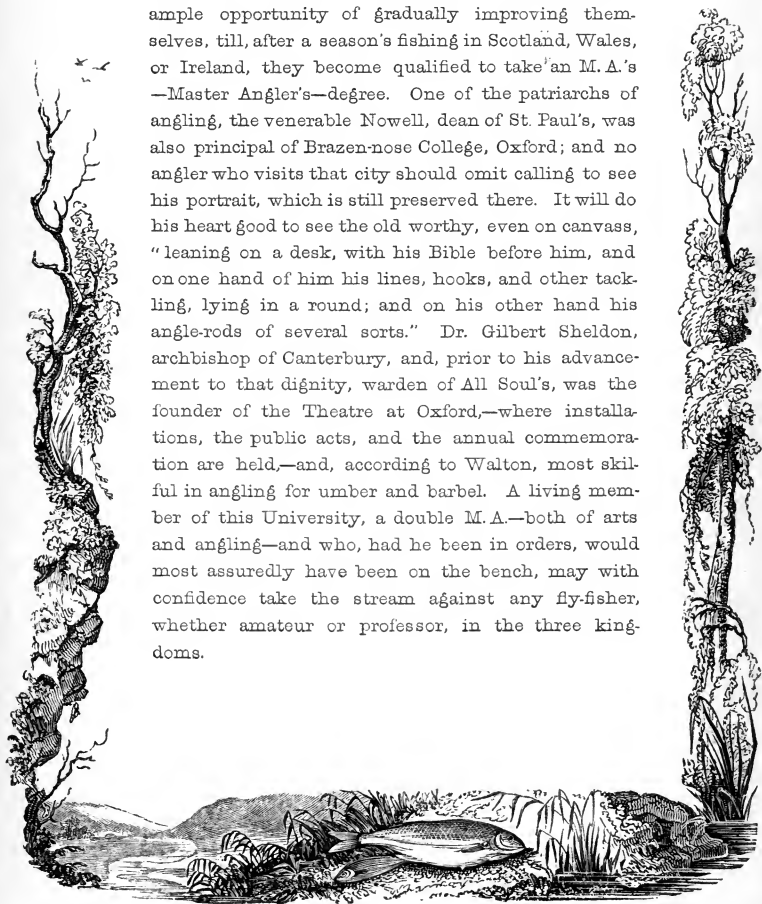 ample opportunity of gradually improving them-
selves, till, after a season's fishing in Scotland, Wales,
or Ireland, they become qualified to take an M. A.'s
—Master Angler's—degree. One of the patriarchs of
angling, the venerable Nowell, dean of St. Paul's, was
also principal of Brazen-nose College, Oxford; and no
angler who visits that city should omit calling to see
his portrait, which is still preserved there. It will do
his heart good to see the old worthy, even on canvass,
"leaning on a desk, with his Bible before him, and
on one hand of him his lines, hooks, and other tack-
ling, lying in a round; and on his other hand his
angle-rods of several sorts." Dr. Gilbert Sheldon,
archbishop of Canterbury, and, prior to his advance-
ment to that dignity, warden of All Soul's, was the
founder of the Theatre at Oxford,—where installa-
tions, the public acts, and the annual commemora-
tion are held,—and, according to Walton, most skil-
ful in angling for umber and barbel. A living mem-
ber of this University, a double M. A.—both of arts
and angling—and who, had he been in orders, would
most assuredly have been on the bench, may with
confidence take the stream against any fly-fisher,
whether amateur or professor, in the three king-
doms.